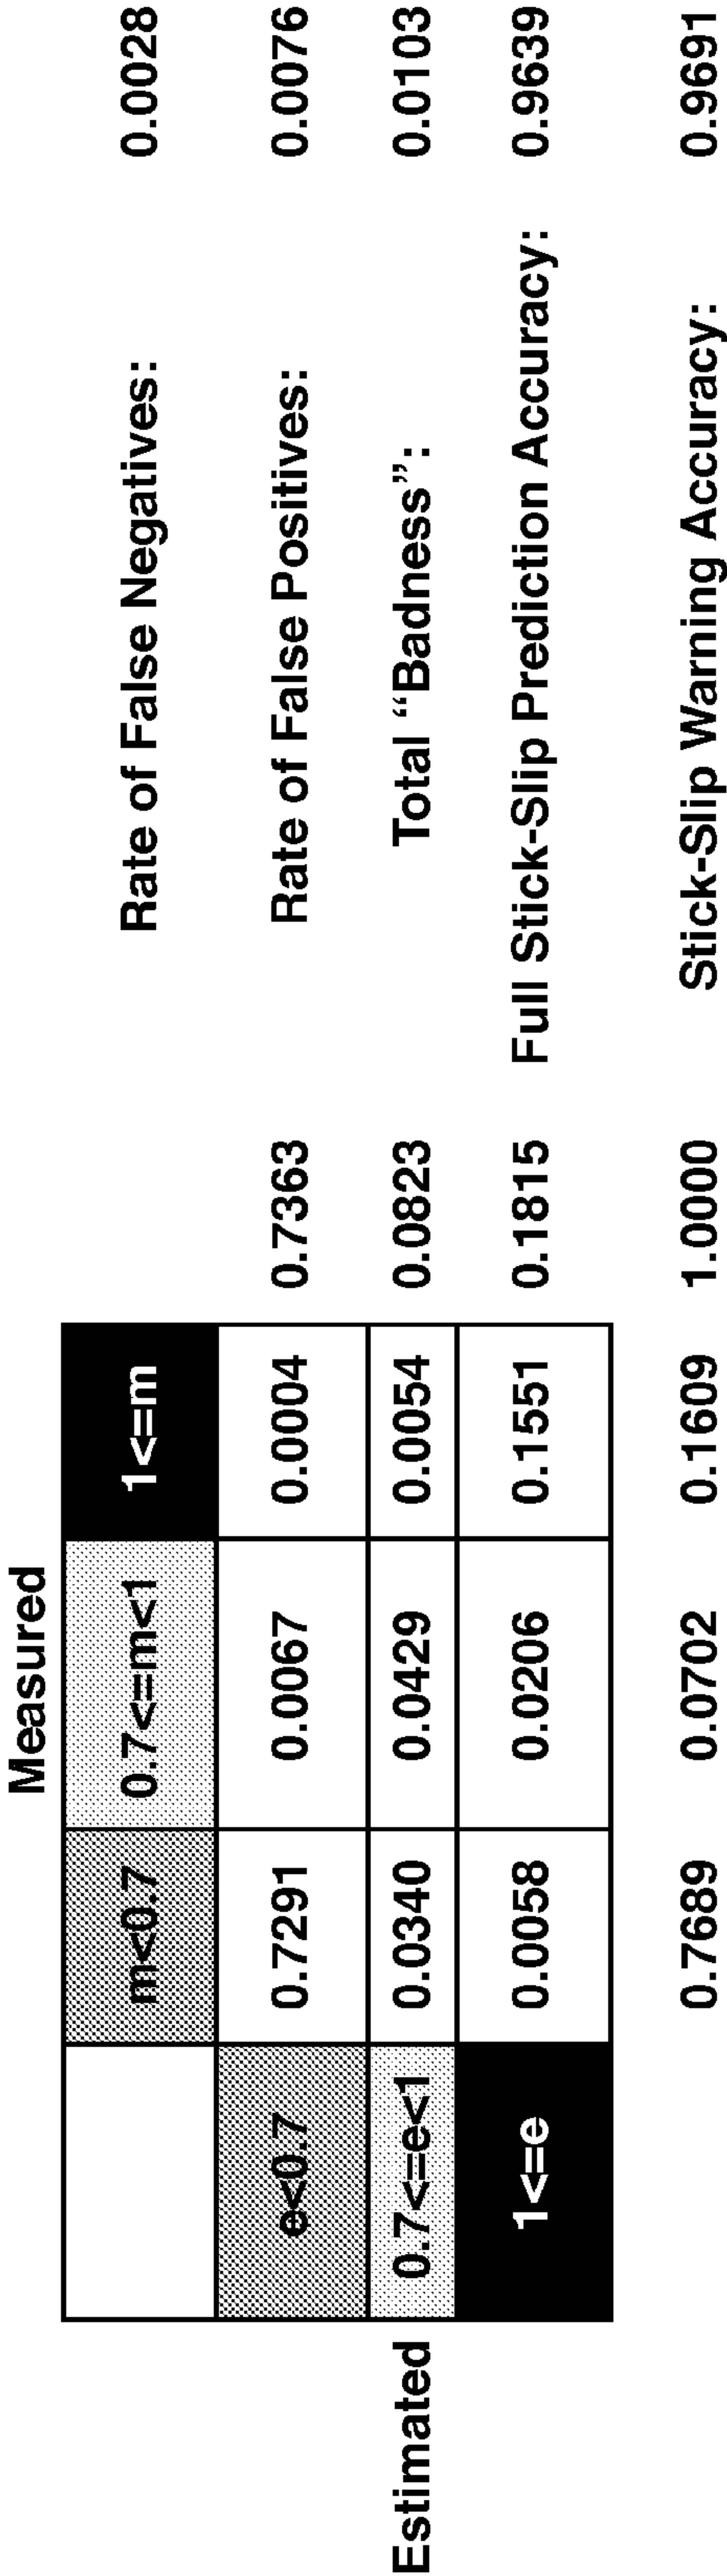 Measured
m<0.7 0.7<=m<1 1<=m Rate of False Negatives: 0.0028
e<0.7 0.7291 0.0067 0.0004 0.7363 Rate of False Positives: 0.0076
Estimated 0.7<=e<1 0.0340 0.0429 0.0054 0.0823 Total “Badness”: 0.0103
1<=e 0.0058 0.0206 0.1551 0.1815 Full Stick-Slip Prediction Accuracy: 0.9639
0.7689 0.0702 0.1609 1.0000 Stick-Slip Warning Accuracy: 0.9691